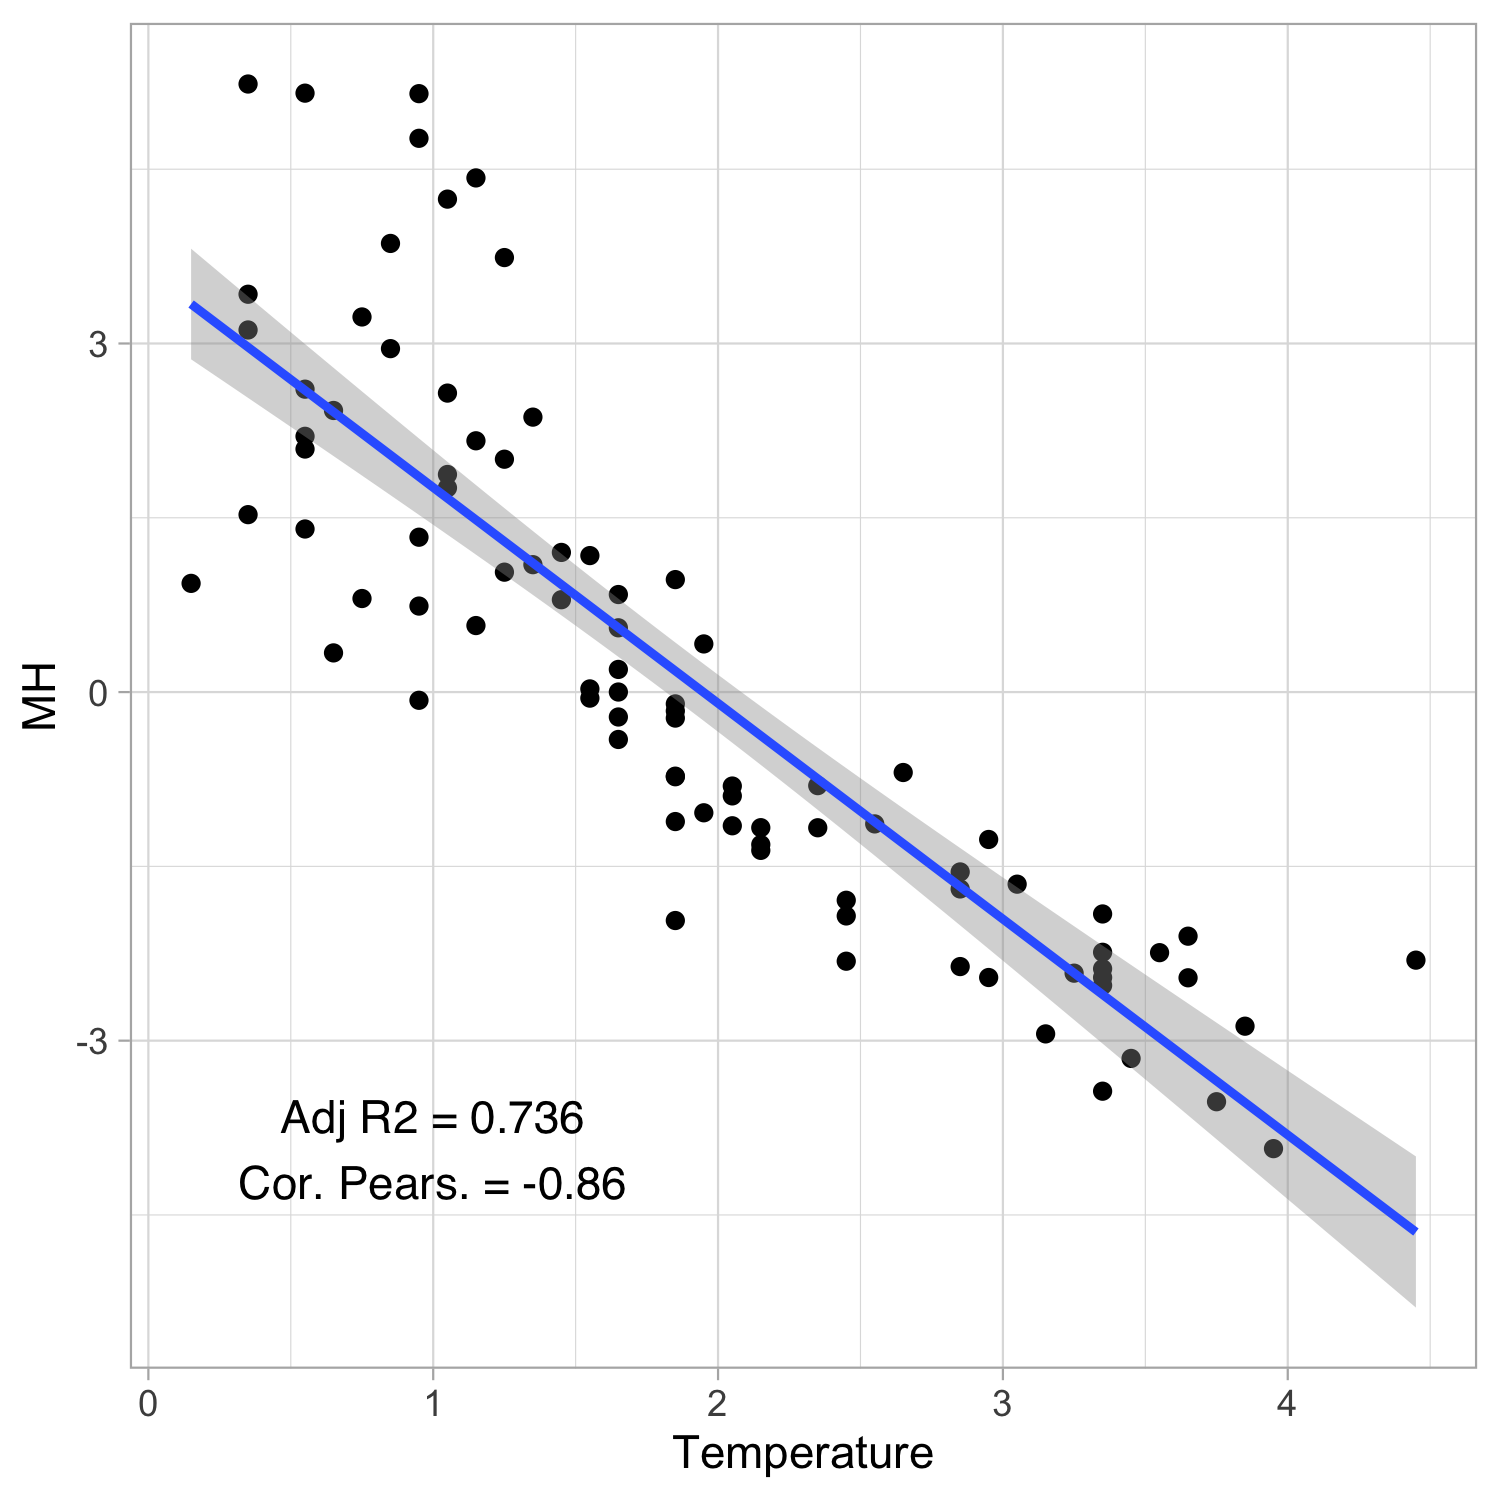 MH
3
0
-3
Adj R2 = 0.736
Cor. Pears. = -0.86
0 1 2 3 4
Temperature